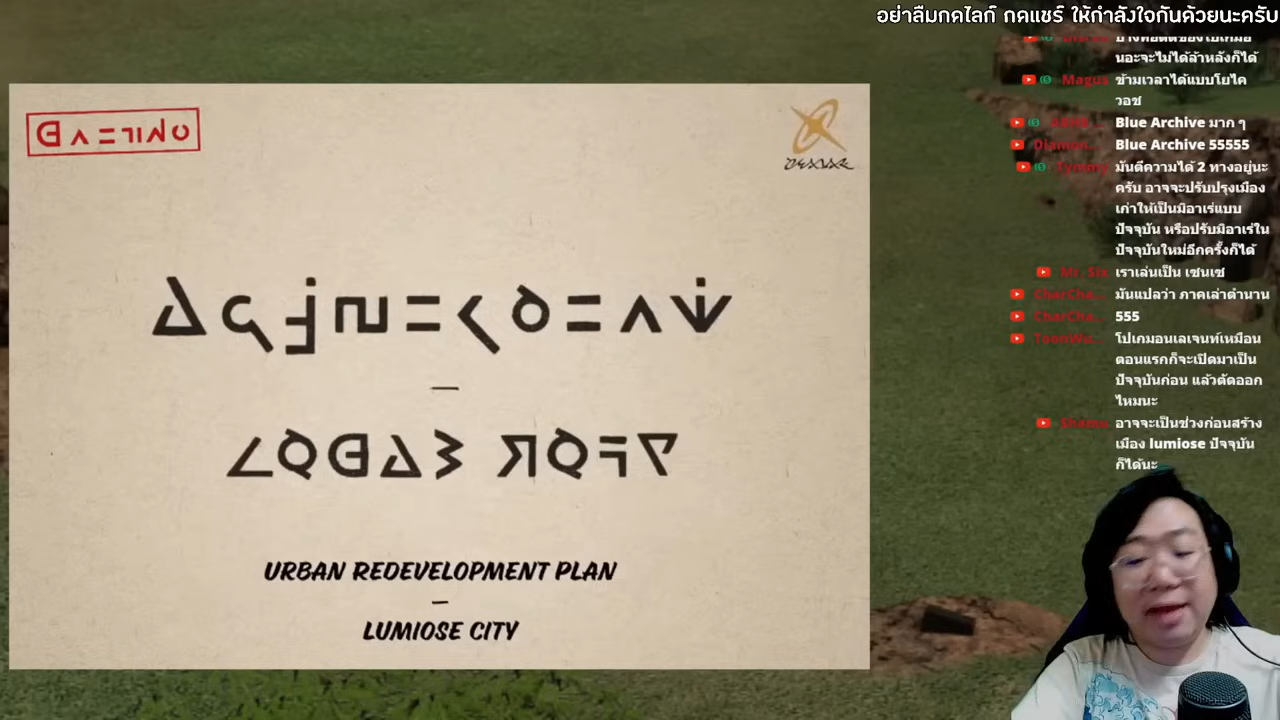 อย่าลืมกดไลก์ กดแชร์ ให้กำลังใจกันด้วยนะครับ
นอะจะไม่ได้ล้าหลังก็ได้
Magus ข้ามเวลาได้แบบโยไค
วอช
Blue Archive มาก ๆ
Diamon... Blue Archive 55555
Tymmy มันตีความได้ 2 ทางอยู่นะ
ครับ อาจจะปรับปรุงเมือง
เก่าให้เป็นมิอาเร่แบบ
ปัจจุบัน หรือปรับมิอาเร่ใน
ปัจจุบันใหม่อีกครั้งก็ได้
Mr. Six เราเล่นเป็น เซนเซ
CharCha... มันแปลว่า ภาคเล่าตำนาน
CharCha... 555
ToonWu... โปเกมอนเลเจนท์เหมือน
ตอนแรกก็จะเปิดมาเป็น
ปัจจุบันก่อน แล้วตัดออก
ไหมนะ
Shamu อาจจะเป็นช่วงก่อนสร้าง
เมือง lumiose ปัจจุบัน
ก็ได้นะ
URBAN REDEVELOPMENT PLAN
–
LUMIOSE CITY